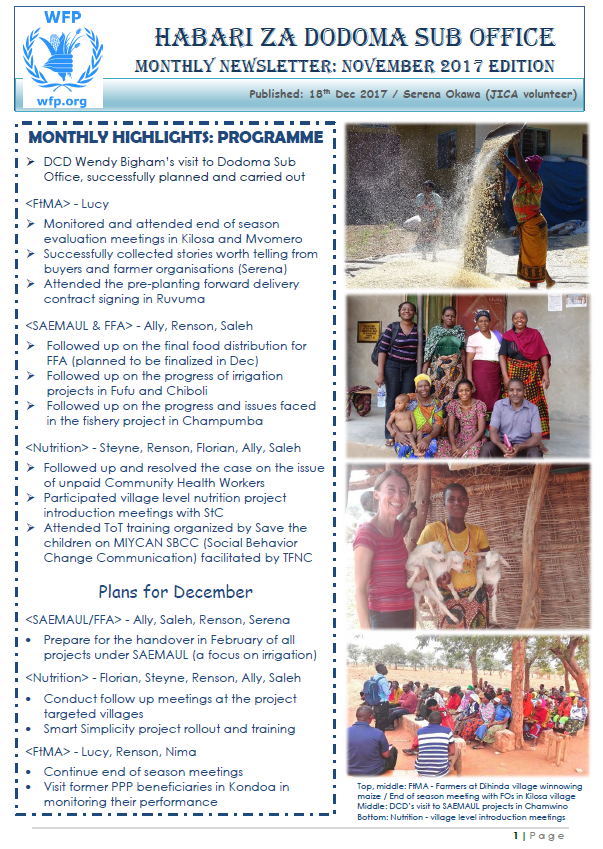 WFP
wfp.org
HABARI ZA DODOMA SUB OFFICE
MONTHLY NEWSLETTER: NOVEMBER 2017 EDITION
Published: 18th Dec 2017 / Serena Okawa (JICA volunteer)
MONTHLY HIGHLIGHTS: PROGRAMME
➢ DCD Wendy Bigham's visit to Dodoma Sub
Office, successfully planned and carried out
<FtMA> - Lucy
➢ Monitored and attended end of season
evaluation meetings in Kilosa and Mvomero
➢ Successfully collected stories worth telling from
buyers and farmer organisations (Serena)
➢ Attended the pre-planting forward delivery
contract signing in Ruvuma
<SAEMAUL & FFA> - Ally, Renson, Saleh
➢ Followed up on the final food distribution for
FFA (planned to be finalized in Dec)
➢ Followed up on the progress of irrigation
projects in Fufu and Chiboli
➢ Followed up on the progress and issues faced
in the fishery project in Champumba
<Nutrition> - Steyne, Renson, Florian, Ally, Saleh
➢ Followed up and resolved the case on the issue
of unpaid Community Health Workers
➢ Participated village level nutrition project
introduction meetings with StC
➢ Attended ToT training organized by Save the
children on MIYCAN SBCC (Social Behavior
Change Communication) facilitated by TFNC
Plans for December
<SAEMAUL/FFA> - Ally, Saleh, Renson, Serena
• Prepare for the handover in February of all
projects under SAEMAUL (a focus on irrigation)
<Nutrition> - Florian, Steyne, Renson, Ally, Saleh
• Conduct follow up meetings at the project
targeted villages
• Smart Simplicity project rollout and training
<FtMA> - Lucy, Renson, Nima
• Continue end of season meetings
• Visit former PPP beneficiaries in Kondoa in
monitoring their performance
Top, middle: FtMA - Farmers at Dihinda village winnowing
maize / End of season meeting with FOs in Kilosa village
Middle: DCD's visit to SAEMAUL projects in Chamwino
Bottom: Nutrition - village level introduction meetings
1 | Page